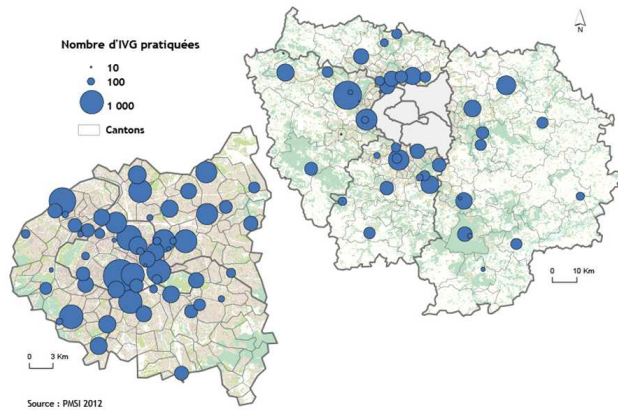 N
Nombre d'IVG pratiquées
10
100
1 000
Cantons
0 10 Km
0 3 Km
Source : PMSI 2012